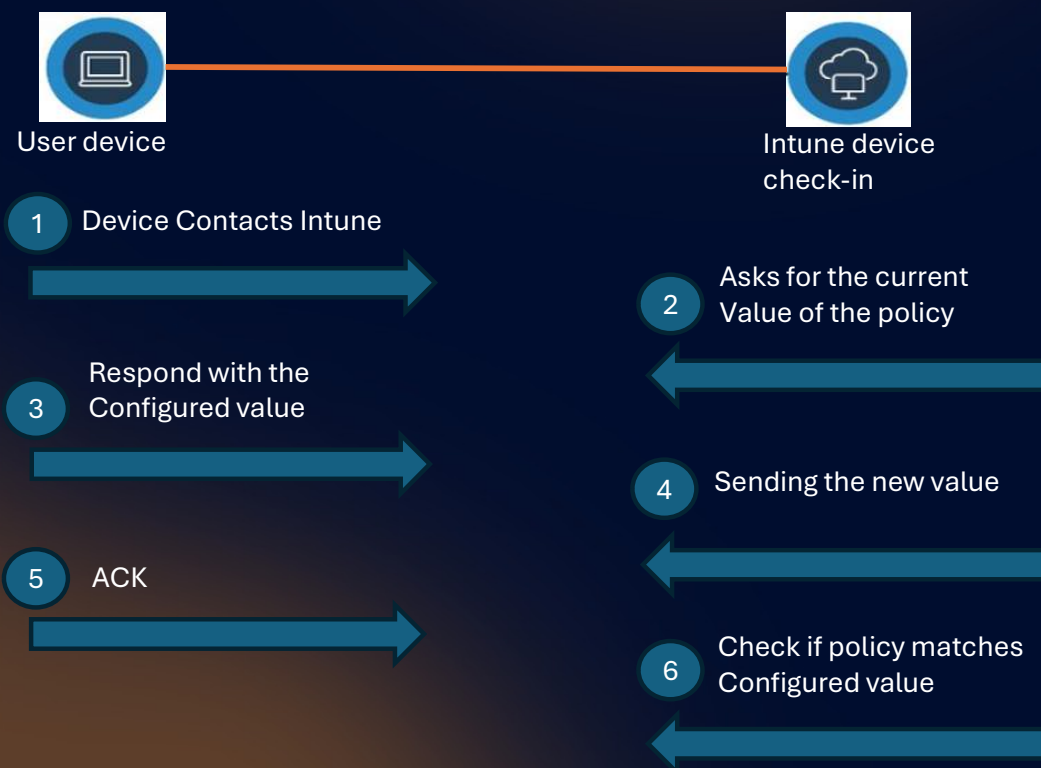 User device
Intune device
check-in
1
Device Contacts Intune
2
Asks for the current
Value of the policy
3
Respond with the
Configured value
4
Sending the new value
5
ACK
6
Check if policy matches
Configured value